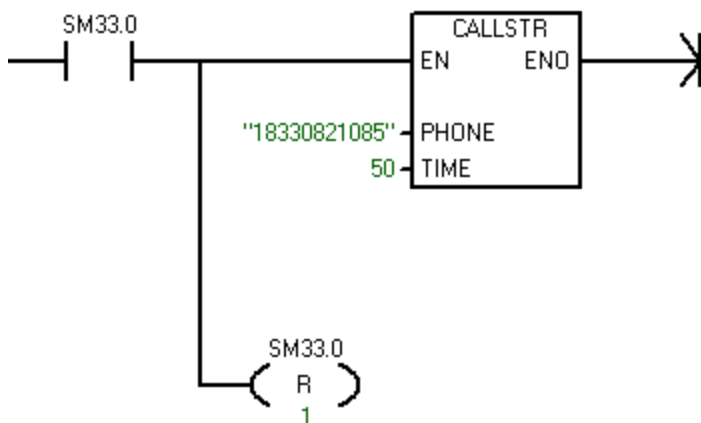 SM33.0
CALLSTR
EN ENO
"18330821085" PHONE
50 TIME
SM33.0
R
1